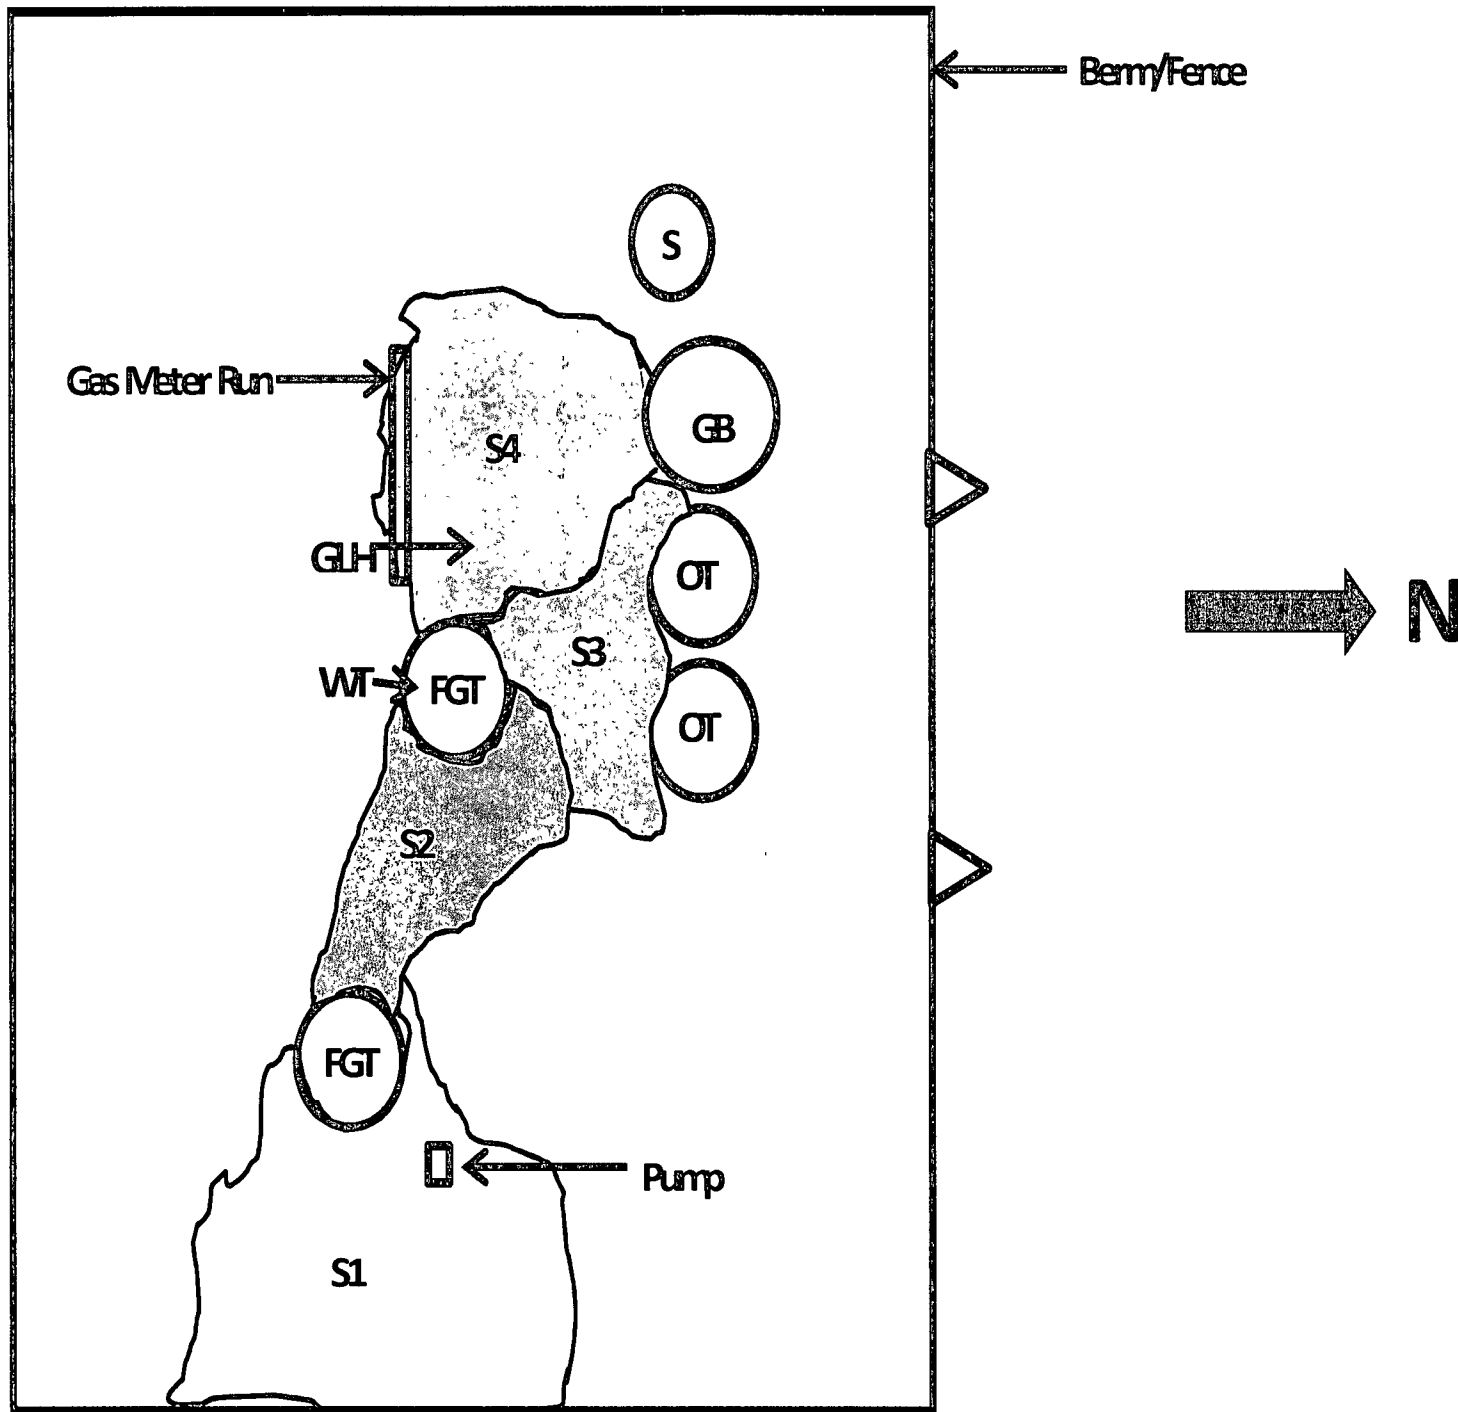 Berm/Fence
S
Gas Meter Run
GB
S4
GLH
OT
N
S3
WT
FGT
OT
S2
FGT
Pump
S1